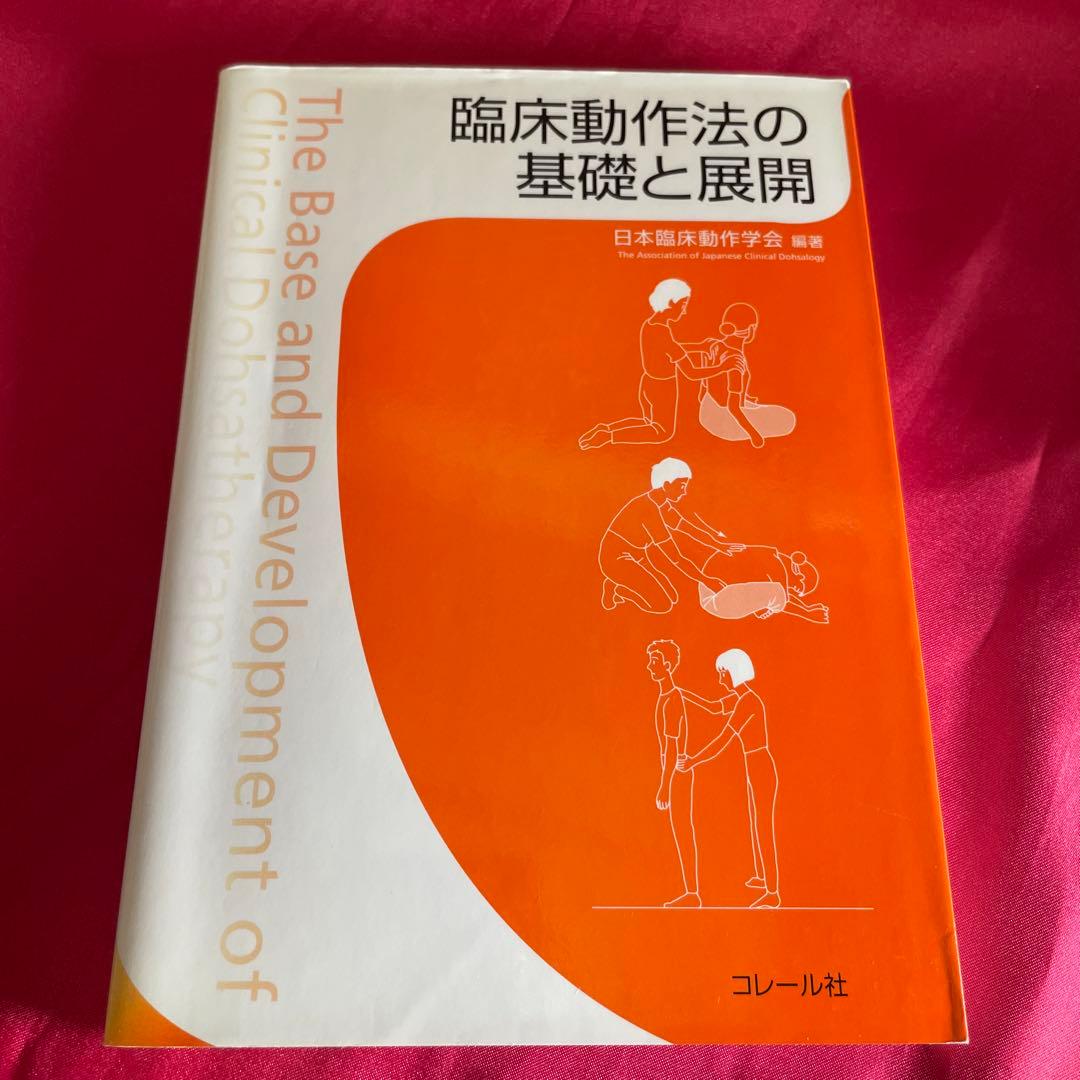 臨床動作法の
基礎と展開
日本臨床動作学会 編著
The Association of Japanese Clinical Dohsalogy
The Base and Development of
Clinical Dohsatherapy
コレール社